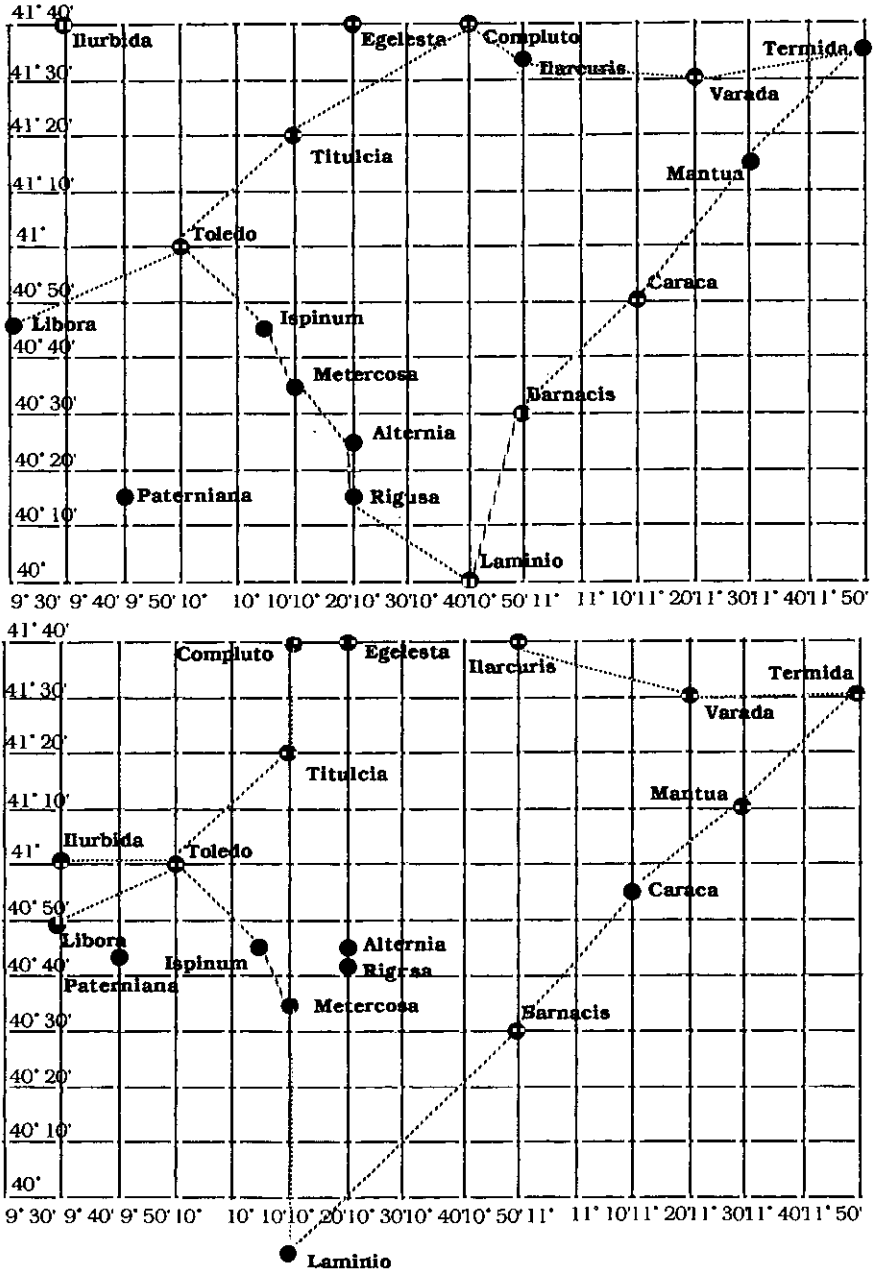 41° 40'
Ilurbida
Egelesta
Compluto
Termida
41° 30'
Ilarcuris
Varada
41° 20'
Titulcia
Mantua
41° 10'
Toledo
41°
Caraca
40° 50'
Libora
Ispinum
40° 40'
Metercosa
Barnacis
40° 30'
Alternia
40° 20'
Paterniana
Rigusa
40° 10'
Laminio
40°
9° 30' 9° 40' 9° 50' 10° 10° 10' 10° 20' 10° 30' 10° 40' 10° 50' 11° 11° 10' 11° 20' 11° 30' 11° 40' 11° 50'
41° 40'
Compluto
Egelesta
Ilarcuris
Termida
41° 30'
Varada
41° 20'
Titulcia
41° 10'
Mantua
Ilurbida
Toledo
41°
Caraca
40° 50'
Libora
Alternia
Ispinum
40° 40'
Rigusa
Paterniana
Metercosa
Barnacis
40° 30'
40° 20'
40° 10'
40°
9° 30' 9° 40' 9° 50' 10° 10° 10' 10° 20' 10° 30' 10° 40' 10° 50' 11° 11° 10' 11° 20' 11° 30' 11° 40' 11° 50'
Laminio